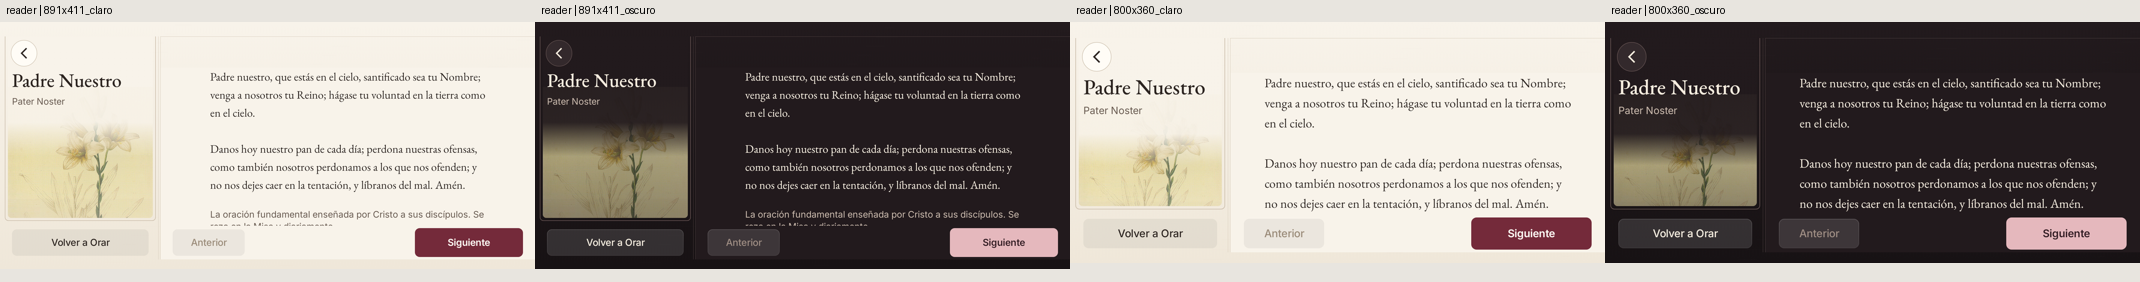 reader | 891x411_claro
Padre Nuestro
Pater Noster
Padre nuestro, que estás en el cielo, santificado sea tu Nombre;
venga a nosotros tu Reino; hágase tu voluntad en la tierra como
en el cielo.
Danos hoy nuestro pan de cada día; perdona nuestras ofensas,
como también nosotros perdonamos a los que nos ofenden; y
no nos dejes caer en la tentación, y líbranos del mal. Amén.
La oración fundamental enseñada por Cristo a sus discípulos. Se
Volver a Orar
Anterior
Siguiente
reader | 891x411_oscuro
Padre Nuestro
Pater Noster
Padre nuestro, que estás en el cielo, santificado sea tu Nombre;
venga a nosotros tu Reino; hágase tu voluntad en la tierra como
en el cielo.
Danos hoy nuestro pan de cada día; perdona nuestras ofensas,
como también nosotros perdonamos a los que nos ofenden; y
no nos dejes caer en la tentación, y líbranos del mal. Amén.
La oración fundamental enseñada por Cristo a sus discípulos. Se
Volver a Orar
Anterior
Siguiente
reader | 800x360_claro
Padre Nuestro
Pater Noster
Padre nuestro, que estás en el cielo, santificado sea tu Nombre;
venga a nosotros tu Reino; hágase tu voluntad en la tierra como
en el cielo.
Danos hoy nuestro pan de cada día; perdona nuestras ofensas,
como también nosotros perdonamos a los que nos ofenden; y
no nos dejes caer en la tentación, y líbranos del mal. Amén.
Volver a Orar
Anterior
Siguiente
reader | 800x360_oscuro
Padre Nuestro
Pater Noster
Padre nuestro, que estás en el cielo, santificado sea tu Nombre;
venga a nosotros tu Reino; hágase tu voluntad en la tierra como
en el cielo.
Danos hoy nuestro pan de cada día; perdona nuestras ofensas,
como también nosotros perdonamos a los que nos ofenden; y
no nos dejes caer en la tentación, y líbranos del mal. Amén.
Volver a Orar
Anterior
Siguiente